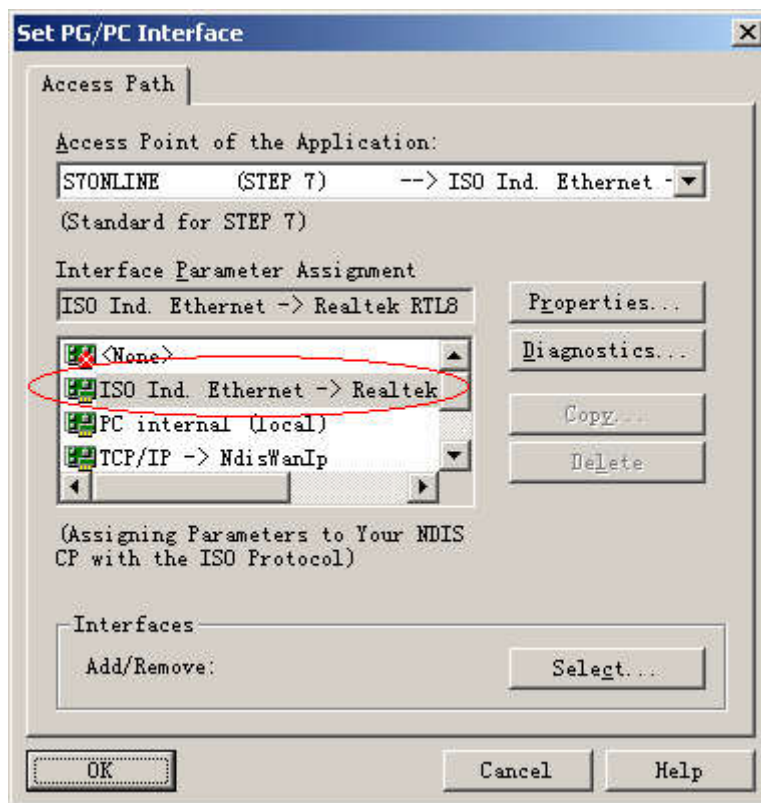 Set PG/PC Interface
Access Path
Access Point of the Application:
S7ONLINE (STEP 7) --> ISO Ind. Ethernet -
(Standard for STEP 7)
Interface Parameter Assignment
ISO Ind. Ethernet -> Realtek RTL8
Properties...
<None>
Diagnostics...
ISO Ind. Ethernet -> Realtek
PC internal (local)
Copy...
TCP/IP -> NdisWanIp
Delete
(Assigning Parameters to Your NDIS
CP with the ISO Protocol)
Interfaces
Add/Remove:
Select...
OK
Cancel
Help